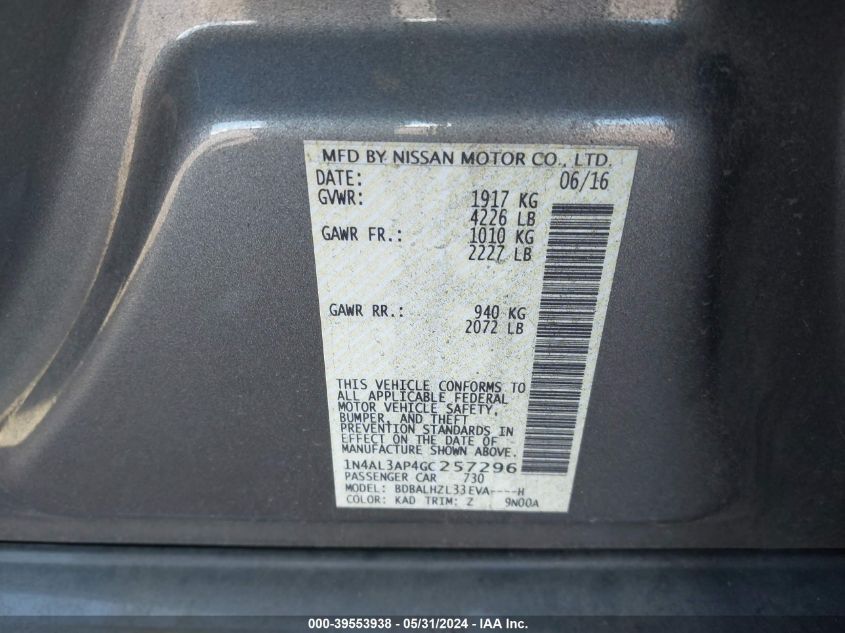 MFD BY NISSAN MOTOR CO., LTD.
DATE: 06/16
GVWR: 1917 KG
4226 LB
GAWR FR.: 1010 KG
2227 LB
GAWR RR.: 940 KG
2072 LB
THIS VEHICLE CONFORMS TO
ALL APPLICABLE FEDERAL
MOTOR VEHICLE SAFETY,
BUMPER, AND THEFT
PREVENTION STANDARDS IN
EFFECT ON THE DATE OF
MANUFACTURE SHOWN ABOVE.
1N4AL3AP4GC257296
PASSENGER CAR 730
MODEL: BDBALHZL33EVA----H
COLOR: KAD TRIM: Z 9N00A
000-39553938 - 05/31/2024 - IAA Inc.